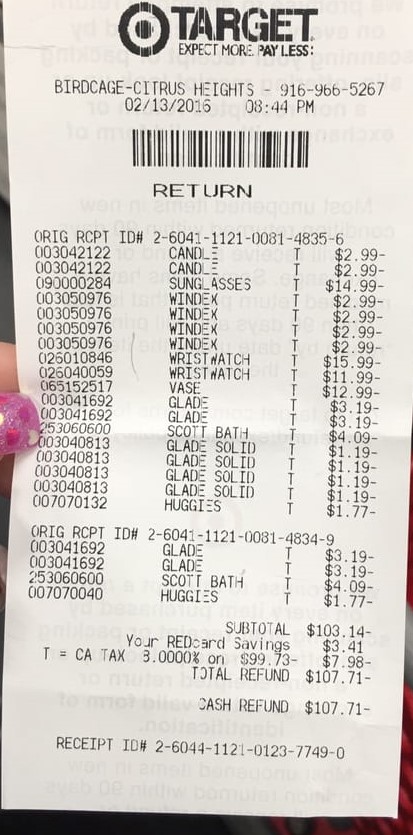 TARGET
EXPECT MORE. PAY LESS.
BIRDCAGE-CITRUS HEIGHTS - 916-966-5267
02/13/2016 08:44 PM
RETURN
ORIG RCPT ID# 2-6041-1121-0081-4835-6
003042122 CANDLE T $2.99-
003042122 CANDLE T $2.99-
090000284 SUNGLASSES T $14.99-
003050976 WINDEX T $2.99-
003050976 WINDEX T $2.99-
003050976 WINDEX T $2.99-
003050976 WINDEX T $2.99-
026010846 WRISTWATCH T $15.99-
026040059 WRISTWATCH T $11.99-
065152517 VASE T $12.99-
003041692 GLADE T $3.19-
003041692 GLADE T $3.19-
253060600 SCOTT BATH T $4.09-
003040813 GLADE SOLID T $1.19-
003040813 GLADE SOLID T $1.19-
003040813 GLADE SOLID T $1.19-
003040813 GLADE SOLID T $1.19-
007070132 HUGGIES T $1.77-
ORIG RCPT ID# 2-6041-1121-0081-4834-9
003041692 GLADE T $3.19-
003041692 GLADE T $3.19-
253060600 SCOTT BATH T $4.09-
007070040 HUGGIES T $1.77-
SUBTOTAL $103.14-
Your REDcard Savings $3.41
T = CA TAX 8.0000% on $99.73- $7.98-
TOTAL REFUND $107.71-
CASH REFUND $107.71-
RECEIPT ID# 2-6044-1121-0123-7749-0